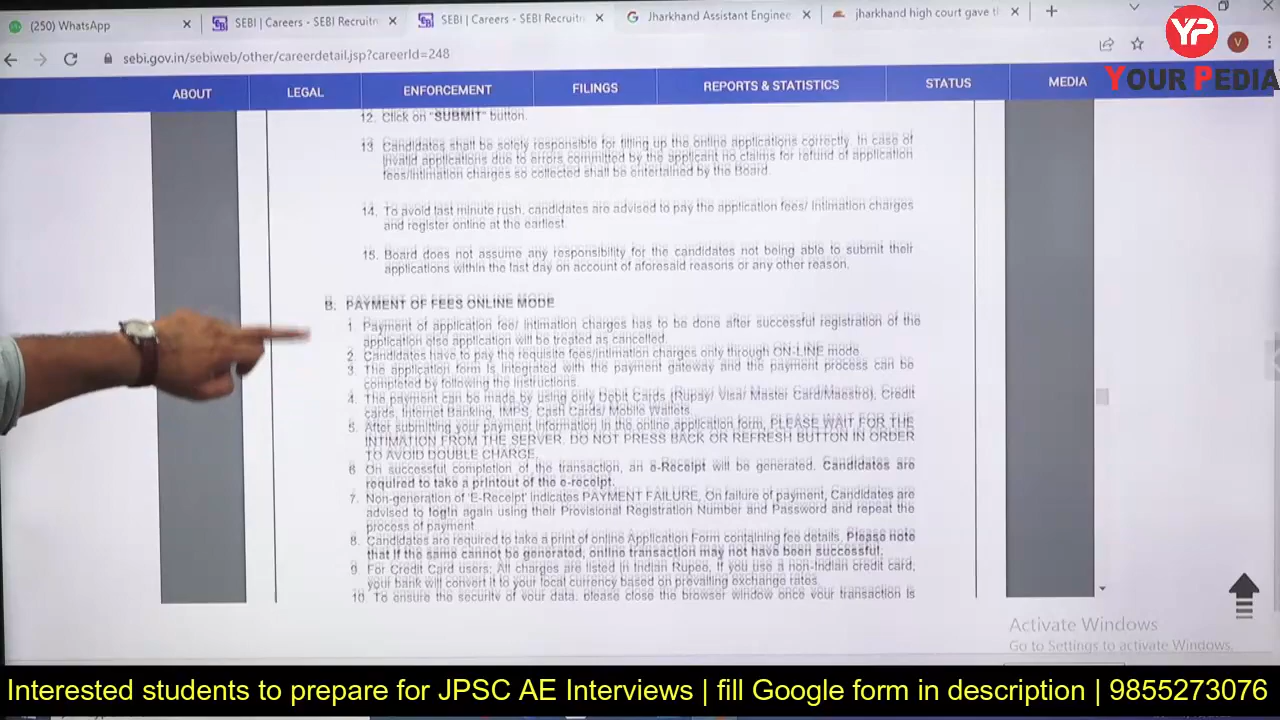 (250) WhatsApp
SEBI | Careers - SEBI Recruitm
SEBI | Careers - SEBI Recruitm
Jharkhand Assistant Engineer
jharkhand high court gave th
sebi.gov.in/sebiweb/other/careerdetail.jsp?careerId=248
V
YP
YOUR PEDIA
ABOUT LEGAL ENFORCEMENT FILINGS REPORTS & STATISTICS STATUS MEDIA
12. Click on "SUBMIT" button.
13 Candidates shall be solely responsible for filling up the online applications correctly. In case of
invalid applications due to errors committed by the applicant no claims for refund of application
fees/intimation charges so collected shall be entertained by the Board.
14. To avoid last minute rush, candidates are advised to pay the application fees/ intimation charges
and register online at the earliest.
15. Board does not assume any responsibility for the candidates not being able to submit their
applications within the last day on account of aforesaid reasons or any other reason.
B. PAYMENT OF FEES ONLINE MODE
1 Payment of application fee/ intimation charges has to be done after successful registration of the
application else application will be treated as cancelled.
2. Candidates have to pay the requisite fees/intimation charges only through ON-LINE mode.
3. The application form is integrated with the payment gateway and the payment process can be
completed by following the instructions.
4. The payment can be made by using only Debit Cards (Rupay/ Visa/ Master Card/Maestro), Credit
cards, Internet Banking, IMPS, Cash Cards/ Mobile Wallets.
5. After submitting your payment information in the online application form, PLEASE WAIT FOR THE
INTIMATION FROM THE SERVER. DO NOT PRESS BACK OR REFRESH BUTTON IN ORDER
TO AVOID DOUBLE CHARGE.
6 On successful completion of the transaction, an e-Receipt will be generated. Candidates are
required to take a printout of the e-receipt.
7. Non-generation of 'E-Receipt' indicates PAYMENT FAILURE. On failure of payment, Candidates are
advised to login again using their Provisional Registration Number and Password and repeat the
process of payment
8. Candidates are required to take a print of online Application Form containing fee details. Please note
that if the same cannot be generated, online transaction may not have been successful.
9. For Credit Card users: All charges are listed in Indian Rupee, If you use a non-Indian credit card,
your bank will convert it to your local currency based on prevailing exchange rates.
10. To ensure the security of your data, please close the browser window once your transaction is
Activate Windows
Go to Settings to activate Windows.
Interested students to prepare for JPSC AE Interviews | fill Google form in description | 9855273076